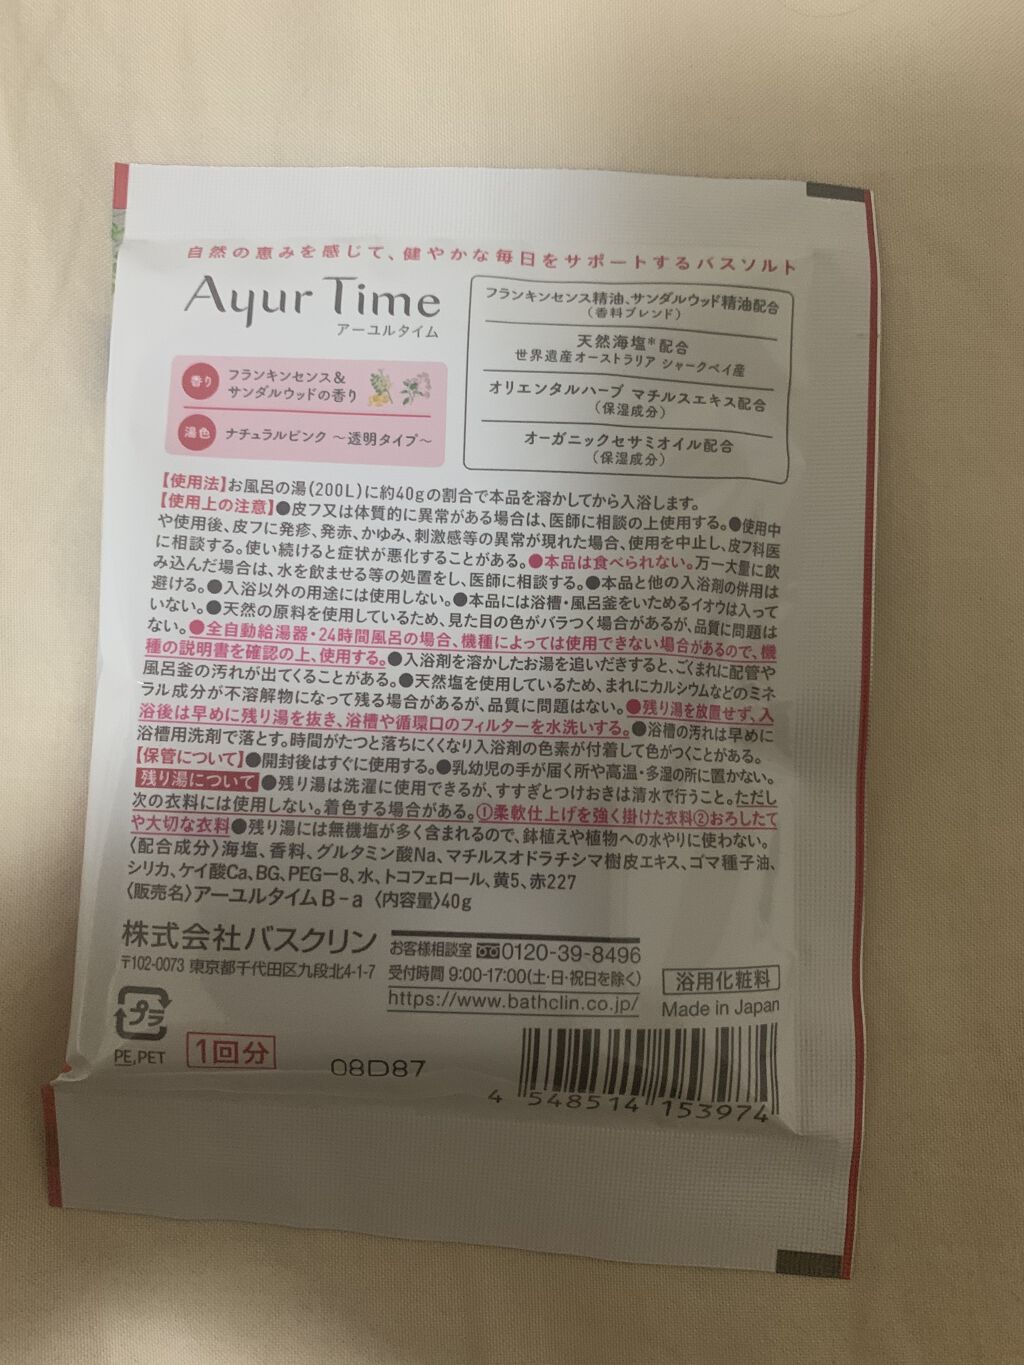 自然の恵みを感じて、健やかな毎日をサポートするバスソルト
Ayur Time
アーユルタイム
香り フランキンセンス&
サンダルウッドの香り
湯色 ナチュラルピンク ～透明タイプ～
フランキンセンス精油、サンダルウッド精油配合
(香料ブレンド)
天然海塩*配合
世界遺産オーストラリア シャークベイ産
オリエンタルハーブ マチルスエキス配合
(保湿成分)
オーガニックセサミオイル配合
(保湿成分)
【使用法】お風呂の湯(200L)に約40gの割合で本品を溶かしてから入浴します。
【使用上の注意】●皮フ又は体質的に異常がある場合は、医師に相談の上使用する。●使用中
や使用後、皮フに発疹、発赤、かゆみ、刺激感等の異常が現れた場合、使用を中止し、皮フ科医
に相談する。使い続けると症状が悪化することがある。●本品は食べられない。万一大量に飲
み込んだ場合は、水を飲ませる等の処置をし、医師に相談する。●本品と他の入浴剤の併用は
避ける。●入浴以外の用途には使用しない。●本品には浴槽・風呂釜をいためるイオウは入って
いない。●天然の原料を使用しているため、見た目の色がバラつく場合があるが、品質に問題は
ない。●全自動給湯器・24時間風呂の場合、機種によっては使用できない場合があるので、機
種の説明書を確認の上、使用する。●入浴剤を溶かしたお湯を追いだきすると、ごくまれに配管や
風呂釜の汚れが出てくることがある。●天然塩を使用しているため、まれにカルシウムなどのミネ
ラル成分が不溶解物になって残る場合があるが、品質に問題はない。●残り湯を放置せず、入
浴後は早めに残り湯を抜き、浴槽や循環口のフィルターを水洗いする。●浴槽の汚れは早めに
浴槽用洗剤で落とす。時間がたつと落ちにくくなり入浴剤の色素が付着して色がつくことがある。
【保管について】●開封後はすぐに使用する。●乳幼児の手が届く所や高温・多湿の所に置かない。
残り湯について ●残り湯は洗濯に使用できるが、すすぎとつけおきは清水で行うこと。ただし
次の衣料には使用しない。着色する場合がある。①柔軟仕上げを強く掛けた衣料②おろしたて
や大切な衣料●残り湯には無機塩が多く含まれるので、鉢植えや植物への水やりに使わない。
〈配合成分〉海塩、香料、グルタミン酸Na、マチルスオドラチシマ樹皮エキス、ゴマ種子油、
シリカ、ケイ酸Ca、BG、PEG－8、水、トコフェロール、黄5、赤227
〈販売名〉アーユルタイムB-a 〈内容量〉40g
株式会社バスクリン
〒102-0073 東京都千代田区九段北4-1-7
お客様相談室 0120-39-8496
受付時間 9:00-17:00(土・日・祝日を除く)
https://www.bathclin.co.jp/
浴用化粧料
Made in Japan
プラ
PE,PET
1回分
08D87
4 548514 153974